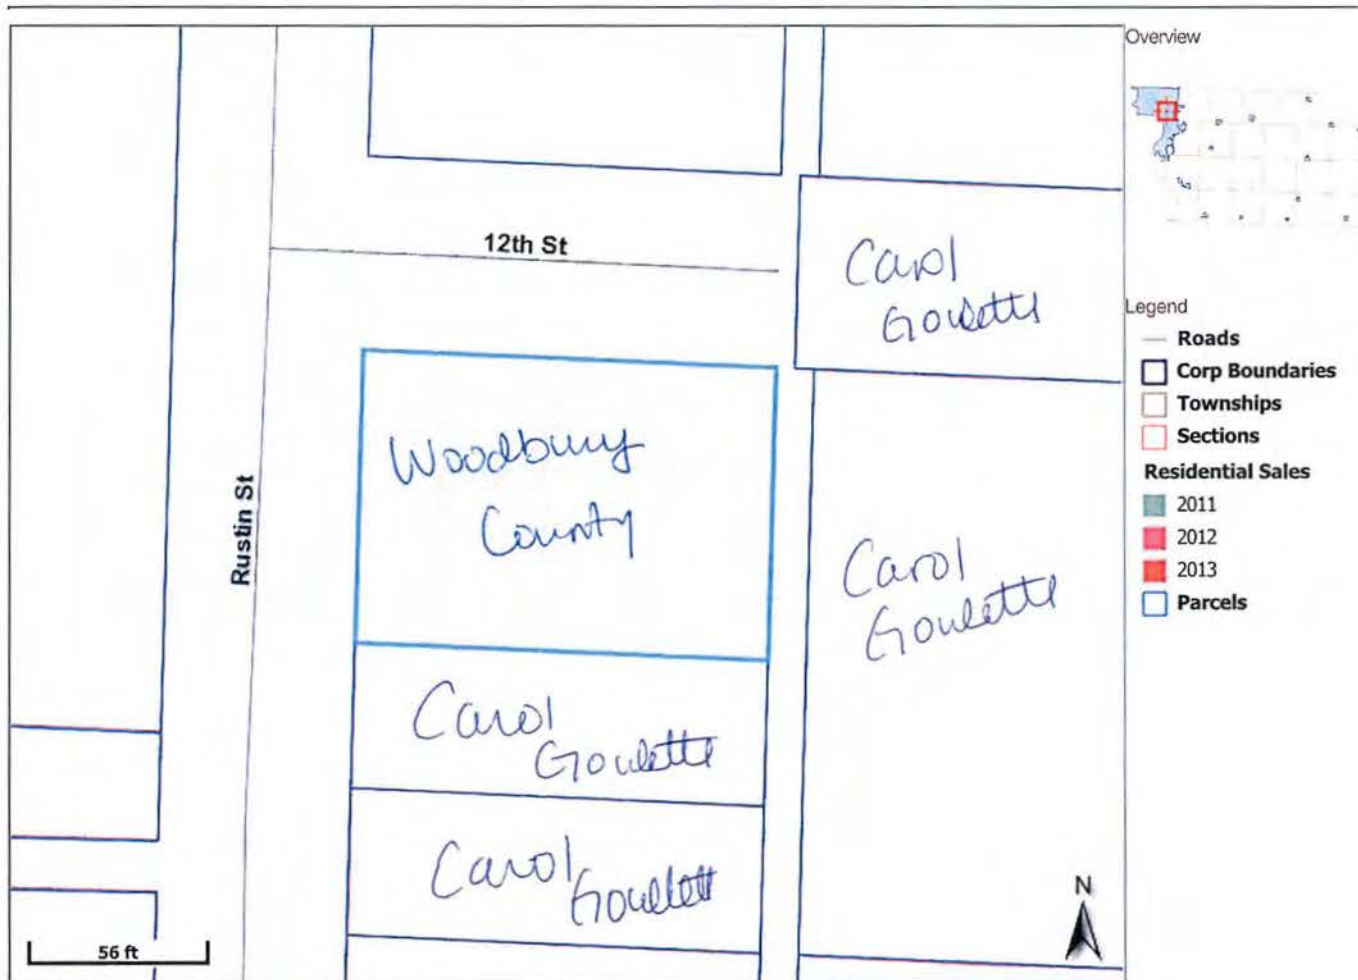 Overview
12th St
Carol
Goulette
Legend
Roads
Corp Boundaries
Townships
Sections
Residential Sales
2011
2012
2013
Parcels
Woodbury
County
Rustin St
Carol
Goulette
Carol
Goulette
Carol
Goulette
N
56 ft